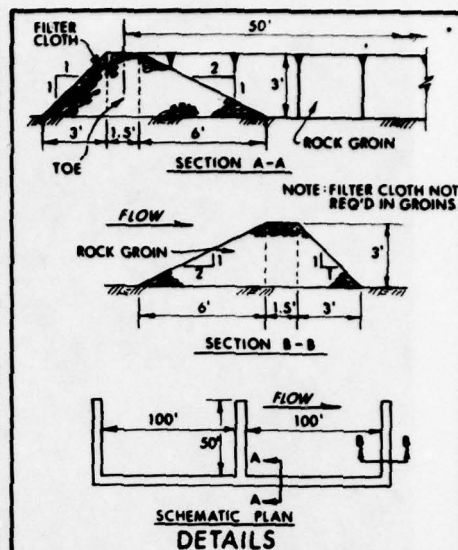 FILTER
CLOTH
50'
1
1
2
1
3'
3'
1.5'
6'
TOE
ROCK GROIN
SECTION A-A
NOTE: FILTER CLOTH NOT
REQ'D IN GROINS
FLOW
ROCK GROIN
2
1
1
1
3'
6'
1.5'
3'
SECTION B-B
FLOW
100'
50'
100'
B B
A
A
SCHEMATIC PLAN
DETAILS